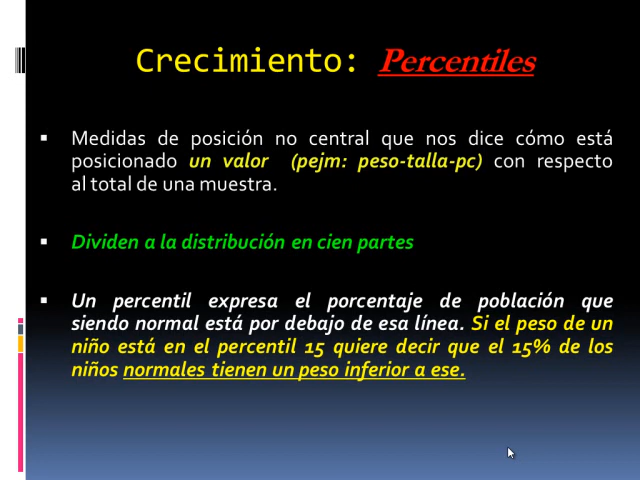 Crecimiento: Percentiles
Medidas de posición no central que nos dice cómo está
posicionado un valor (pejm: peso-talla-pc) con respecto
al total de una muestra.
Dividen a la distribución en cien partes
Un percentil expresa el porcentaje de población que
siendo normal está por debajo de esa línea. Si el peso de un
niño está en el percentil 15 quiere decir que el 15% de los
niños normales tienen un peso inferior a ese.